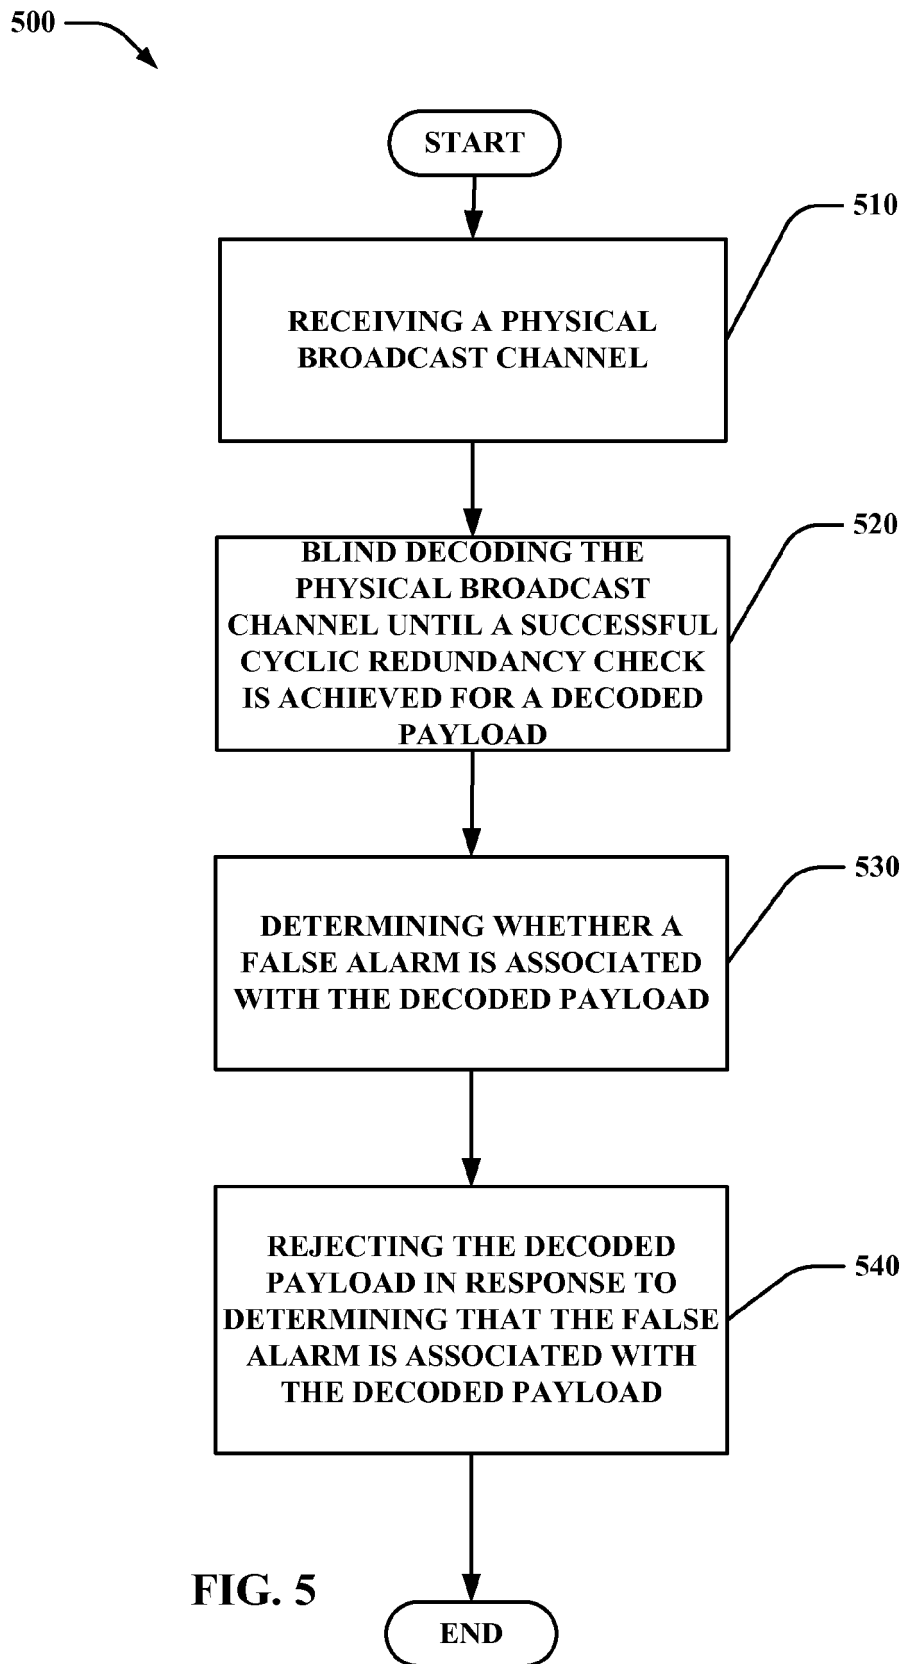 500
START
510
RECEIVING A PHYSICAL
BROADCAST CHANNEL
520
BLIND DECODING THE
PHYSICAL BROADCAST
CHANNEL UNTIL A SUCCESSFUL
CYCLIC REDUNDANCY CHECK
IS ACHIEVED FOR A DECODED
PAYLOAD
530
DETERMINING WHETHER A
FALSE ALARM IS ASSOCIATED
WITH THE DECODED PAYLOAD
540
REJECTING THE DECODED
PAYLOAD IN RESPONSE TO
DETERMINING THAT THE FALSE
ALARM IS ASSOCIATED WITH
THE DECODED PAYLOAD
FIG. 5
END